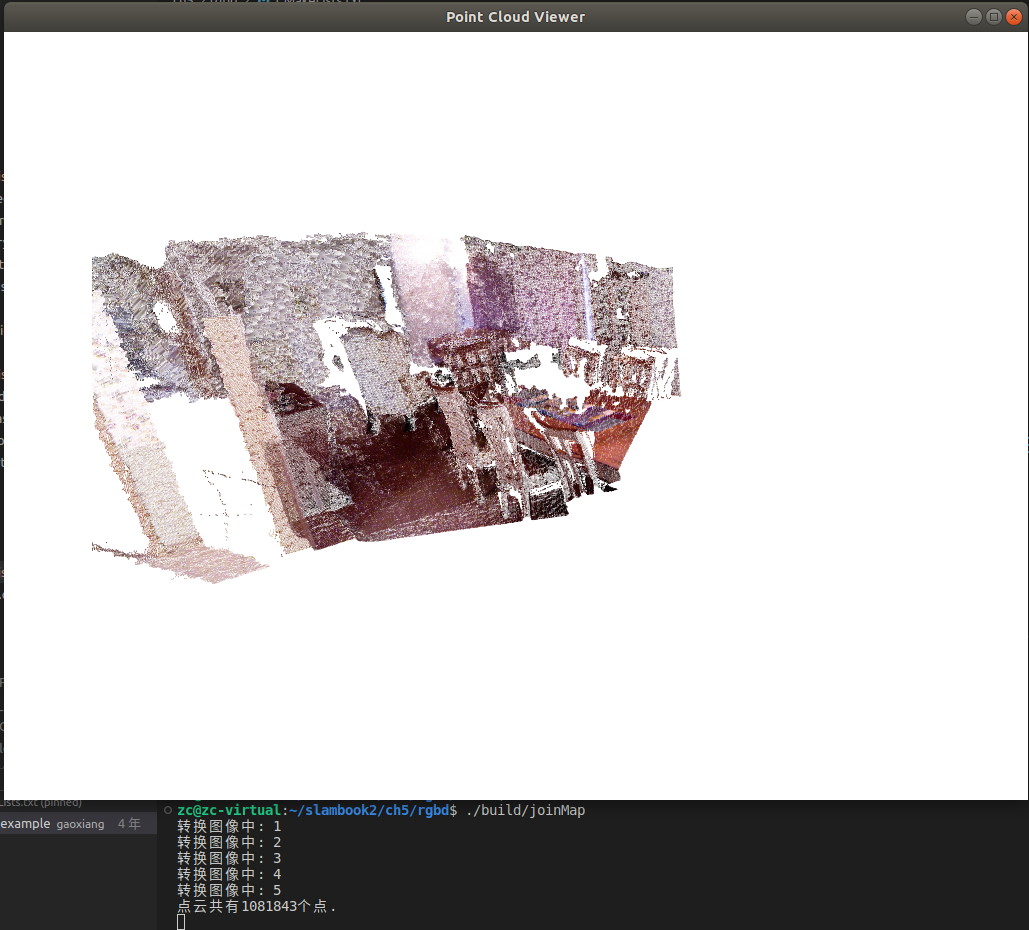 Point Cloud Viewer
Lists.txt (pinned)
zc@zc-virtual:~/slambook2/ch5/rgbd$ ./build/joinMap
example gaoxiang 4 年
转换图像中: 1
转换图像中: 2
转换图像中: 3
转换图像中: 4
转换图像中: 5
点云共有1081843个点.